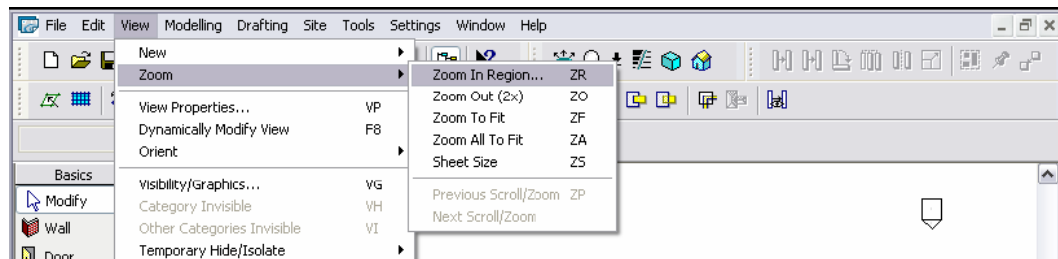 File Edit View Modelling Drafting Site Tools Settings Window Help
New
Zoom
View Properties... VP
Dynamically Modify View F8
Orient
Visibility/Graphics... VG
Category Invisible VH
Other Categories Invisible VI
Temporary Hide/Isolate
Zoom In Region... ZR
Zoom Out (2x) ZO
Zoom To Fit ZF
Zoom All To Fit ZA
Sheet Size ZS
Previous Scroll/Zoom ZP
Next Scroll/Zoom
Basics
Modify
Wall
Door